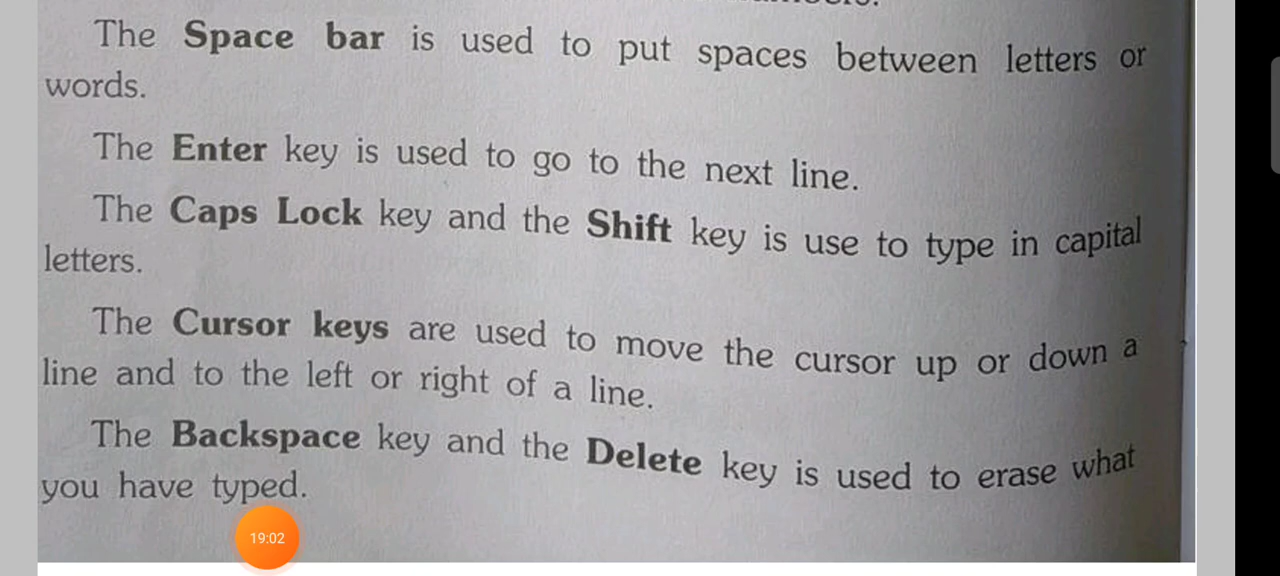 The Space bar is used to put spaces between letters or
words.
The Enter key is used to go to the next line.
The Caps Lock key and the Shift key is use to type in capital
letters.
The Cursor keys are used to move the cursor up or down a
line and to the left or right of a line.
The Backspace key and the Delete key is used to erase what
you have typed.
19:02